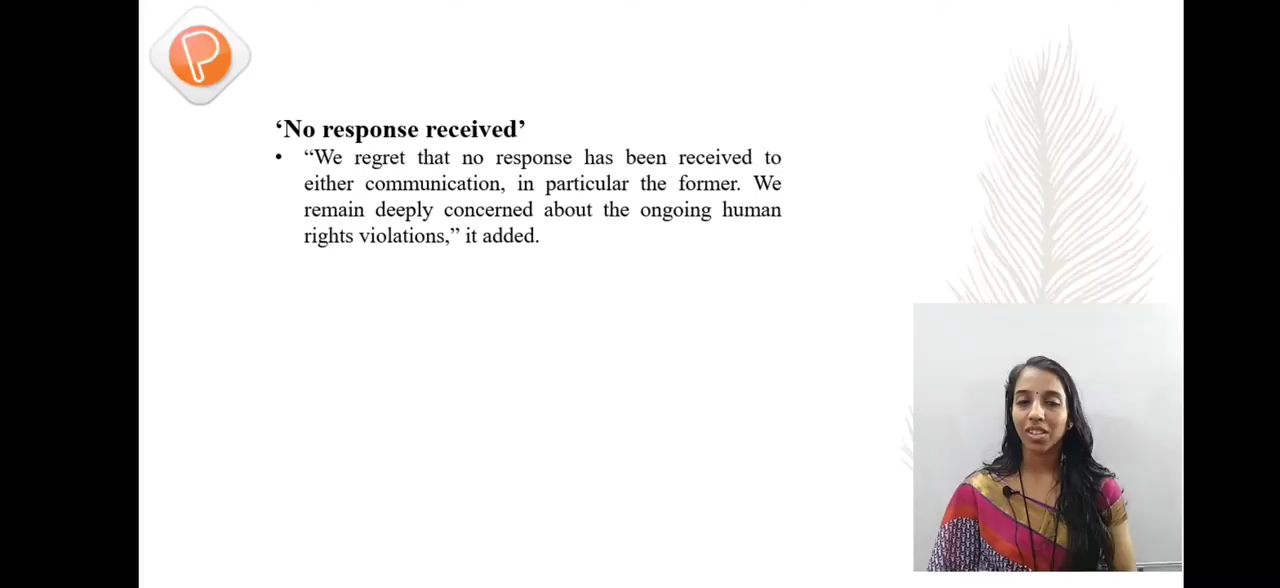 P
‘No response received’
• “We regret that no response has been received to
either communication, in particular the former. We
remain deeply concerned about the ongoing human
rights violations,” it added.